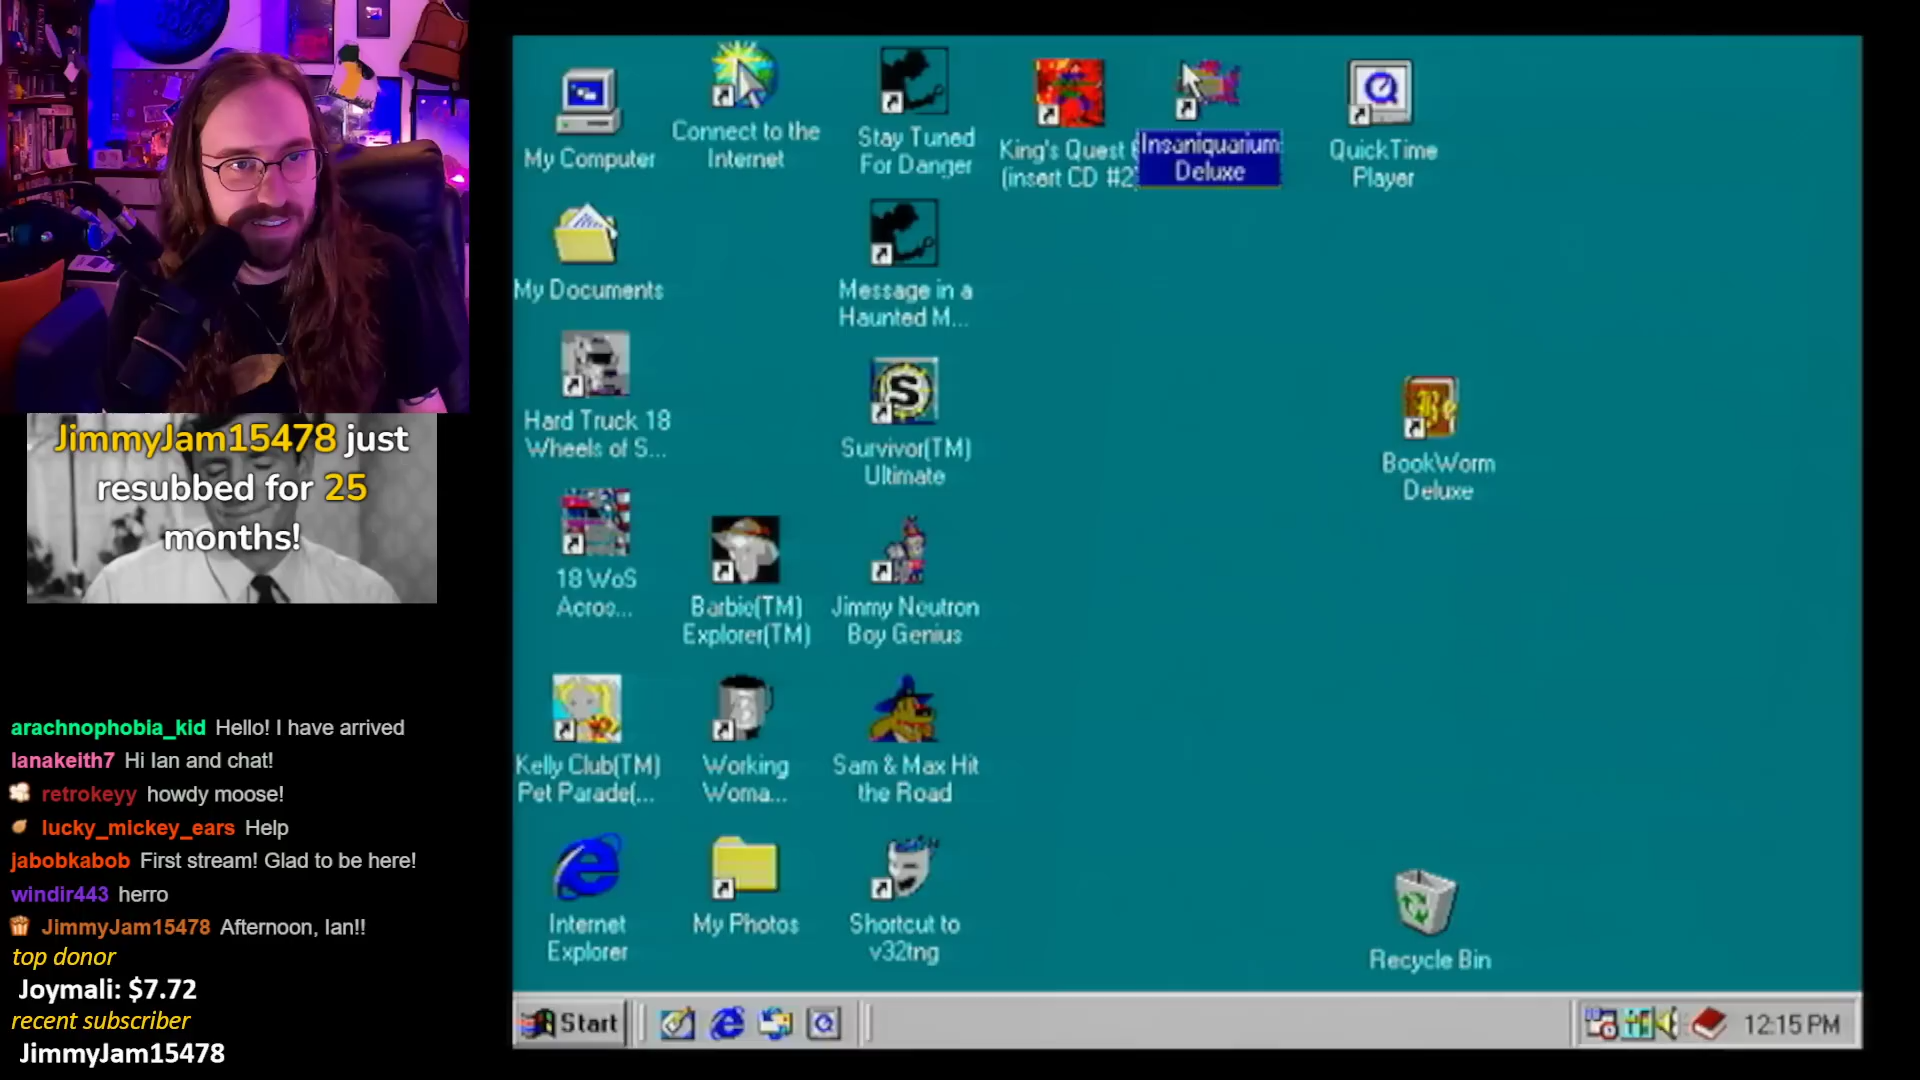 JimmyJam15478 just
resubbed for 25
months!
arachnophobia_kid Hello! I have arrived
lanakeith7 Hi Ian and chat!
retrokeyy howdy moose!
lucky_mickey_ears Help
jabobkabob First stream! Glad to be here!
windir443 herro
JimmyJam15478 Afternoon, Ian!!
top donor
Joymali: $7.72
recent subscriber
JimmyJam15478
My Computer
Connect to the
Internet
Stay Tuned
For Danger
King's Quest
(insert CD #2
Insaniquarium
Deluxe
QuickTime
Player
My Documents
Message in a
Haunted M...
Hard Truck 18
Wheels of S...
Survivor(TM)
Ultimate
BookWorm
Deluxe
18 WoS
Acros...
Barbie(TM)
Explorer(TM)
Jimmy Neutron
Boy Genius
Kelly Club(TM)
Pet Parade(...
Working
Woma...
Sam & Max Hit
the Road
Internet
Explorer
My Photos
Shortcut to
v32tng
Recycle Bin
Start
12:15 PM